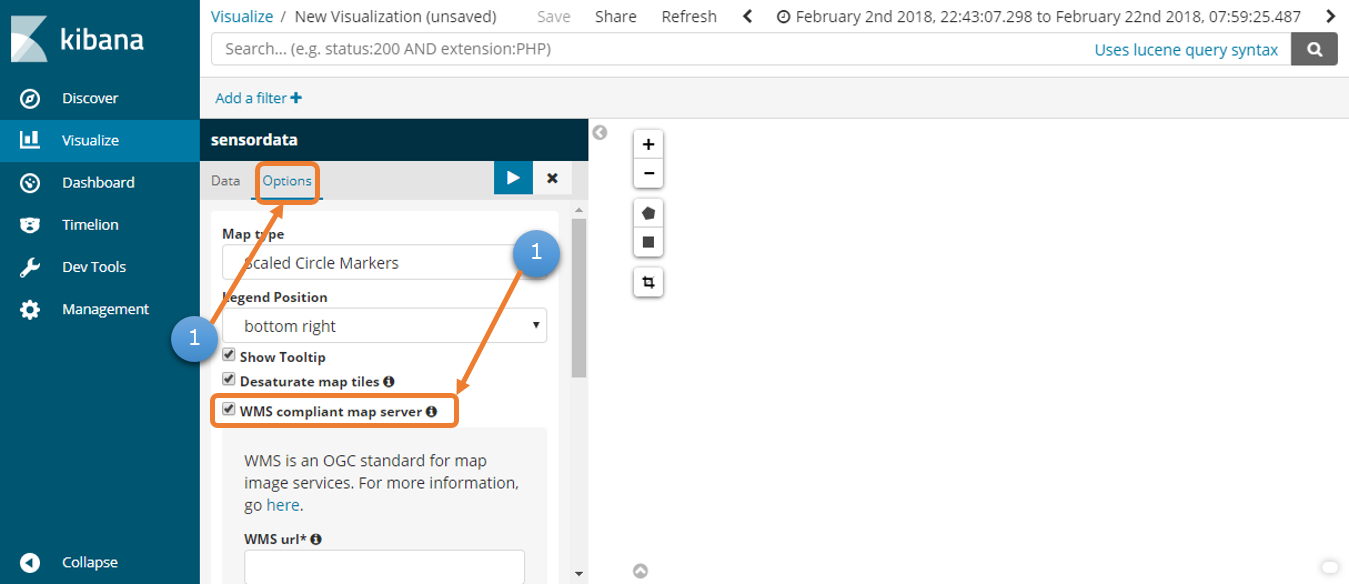 kibana
Discover
Visualize
Dashboard
Timelion
Dev Tools
Management
Collapse
Visualize / New Visualization (unsaved) Save Share Refresh February 2nd 2018, 22:43:07.298 to February 22nd 2018, 07:59:25.487
Search... (e.g. status:200 AND extension:PHP) Uses lucene query syntax
Add a filter +
sensordata
Data Options
Map type
Scaled Circle Markers
1
Legend Position
bottom right
1
Show Tooltip
Desaturate map tiles
WMS compliant map server
WMS is an OGC standard for map
image services. For more information,
go here.
WMS url*